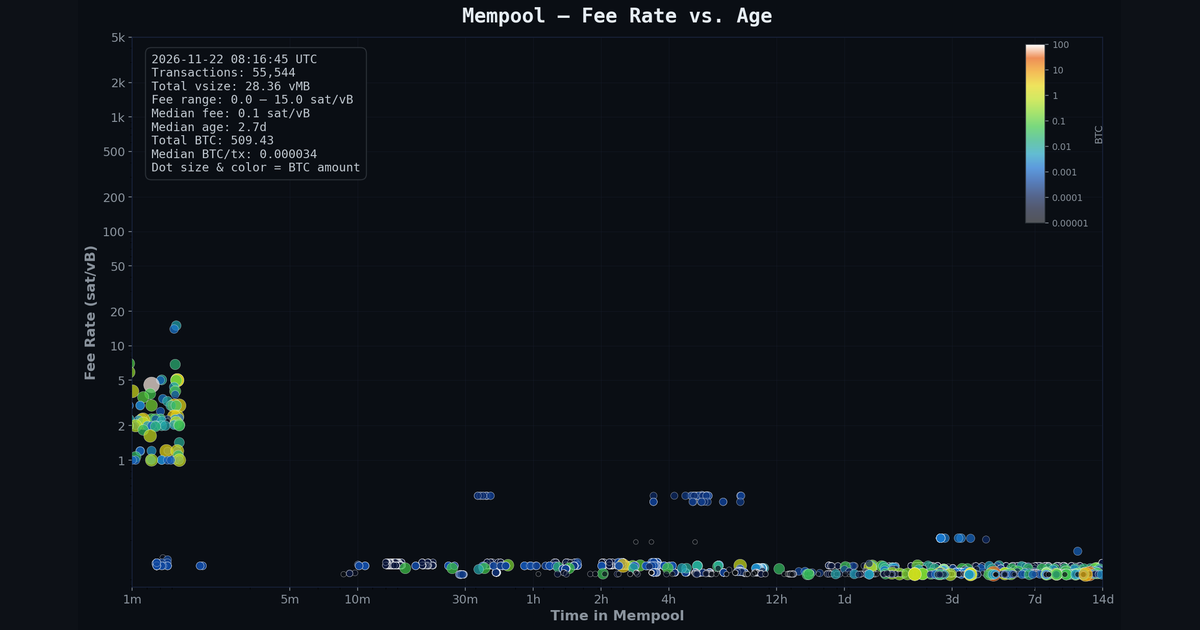 Mempool — Fee Rate vs. Age
2026-11-22 08:16:45 UTC
Transactions: 55,544
Total vsize: 28.36 vMB
Fee range: 0.0 – 15.0 sat/vB
Median fee: 0.1 sat/vB
Median age: 2.7d
Total BTC: 509.43
Median BTC/tx: 0.000034
Dot size & color = BTC amount
100
10
1
0.1
0.01
0.001
0.0001
0.00001
BTC
Fee Rate (sat/vB)
5k
2k
1k
500
200
100
50
20
10
5
2
1
1m 5m 10m 30m 1h 2h 4h 12h 1d 3d 7d 14d
Time in Mempool